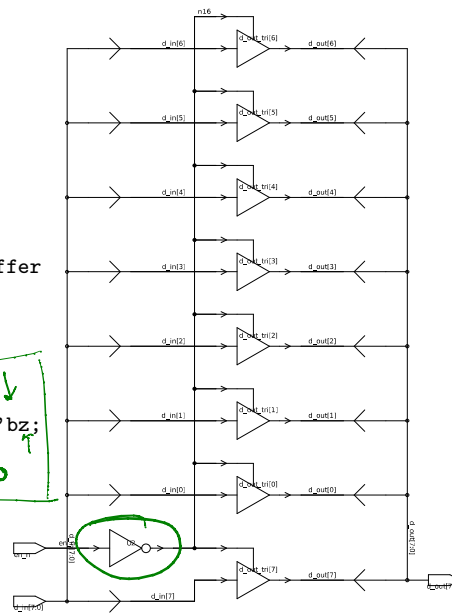 n16
d_out_tri[6]
d_in[6]
d_out[6]
d_out_tri[5]
d_in[5]
d_out[5]
d_out_tri[4]
d_in[4]
d_out[4]
ffer
d_out_tri[3]
d_in[3]
d_out[3]
d_out_tri[2]
d_in[2]
d_out[2]
'bz;
d_out_tri[1]
d_in[1]
d_out[1]
d_out_tri[0]
d_in[0]
d_out[0]
d_out[7:0]
en_n
d_out_tri[7]
d_in[7]
d_out[7]
d_in[7:0]